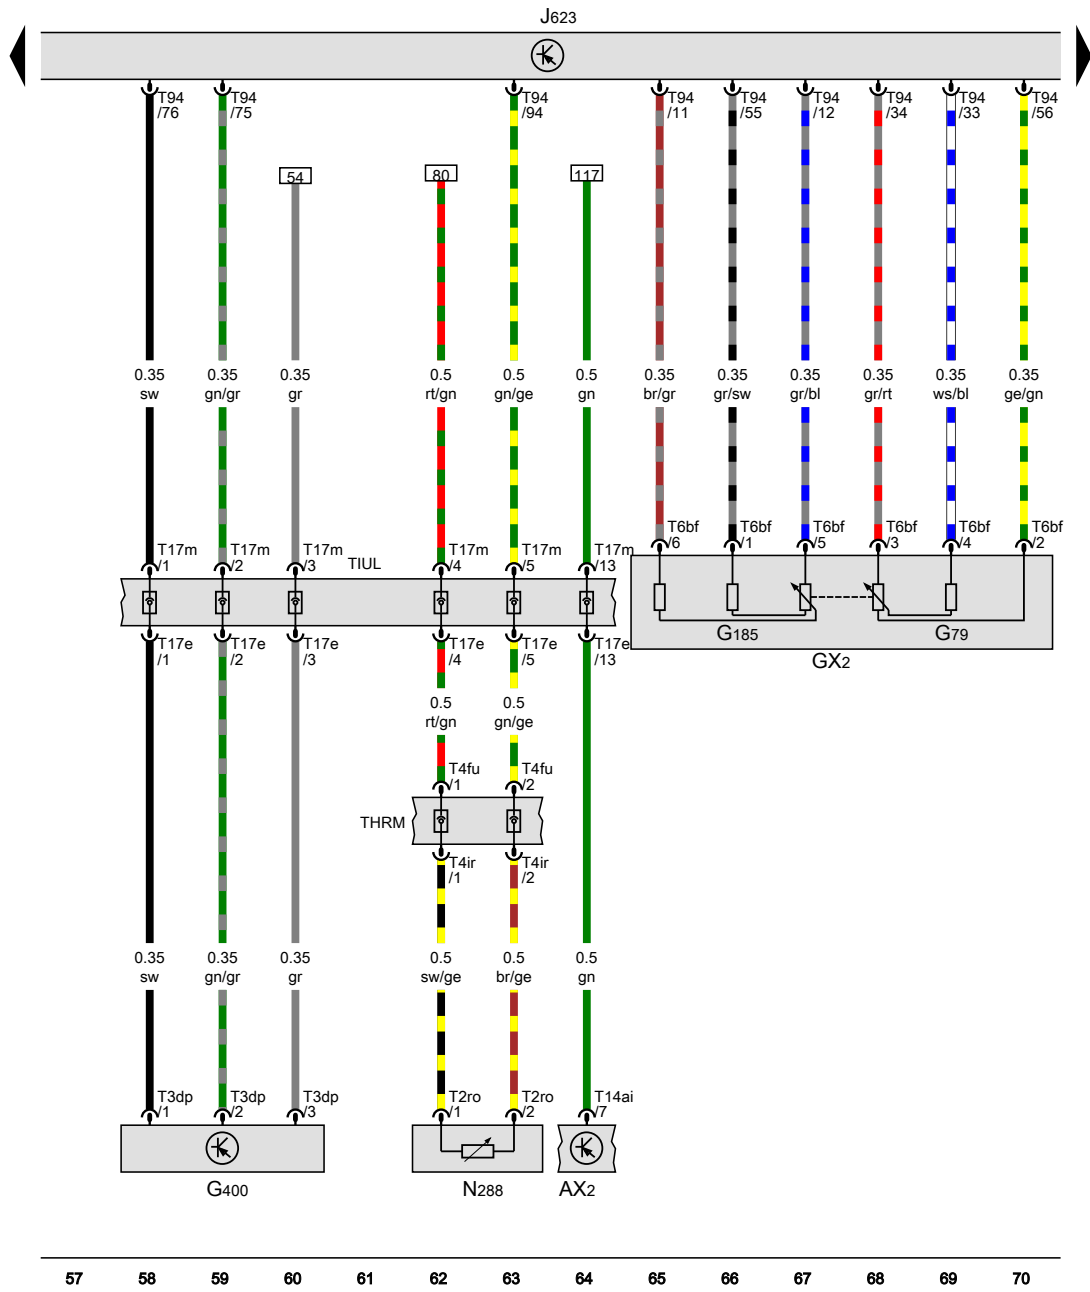 J623
T94 T94 T94 T94 T94 T94 T94 T94 T94
/76 /75 /94 /11 /55 /12 /34 /33 /56
54 80 117
0.35 0.35 0.35 0.5 0.5 0.5 0.35 0.35 0.35 0.35 0.35 0.35
sw gn/gr gr rt/gn gn/ge gn br/gr gr/sw gr/bl gr/rt ws/bl ge/gn
T6bf T6bf T6bf T6bf T6bf T6bf
/6 /1 /5 /3 /4 /2
T17m T17m T17m T17m T17m T17m
/1 /2 /3 /4 /5 /13
TIUL
G185 G79
T17e T17e T17e T17e T17e T17e
/1 /2 /3 /4 /5 /13
GX2
0.5 0.5
rt/gn gn/ge
T4fu T4fu
/1 /2
THRM
T4ir T4ir
/1 /2
0.35 0.35 0.35 0.5 0.5 0.5
sw gn/gr gr sw/ge br/ge gn
T3dp T3dp T3dp T2ro T2ro T14ai
/1 /2 /3 /1 /2 /7
G400 N288 AX2
57 58 59 60 61 62 63 64 65 66 67 68 69 70